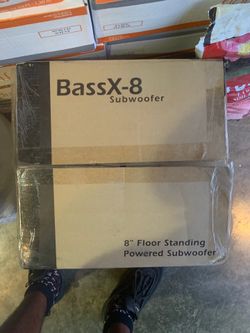 BassX-8
Subwoofer
8" Floor Standing
Powered Subwoofer